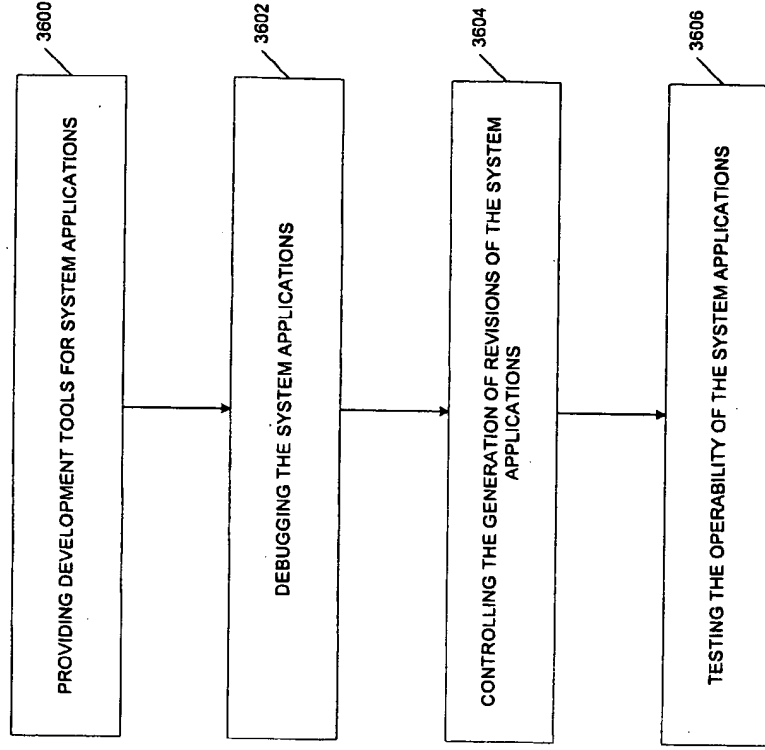 3600
PROVIDING DEVELOPMENT TOOLS FOR SYSTEM APPLICATIONS
3602
DEBUGGING THE SYSTEM APPLICATIONS
3604
CONTROLLING THE GENERATION OF REVISIONS OF THE SYSTEM
APPLICATIONS
3606
TESTING THE OPERABILITY OF THE SYSTEM APPLICATIONS